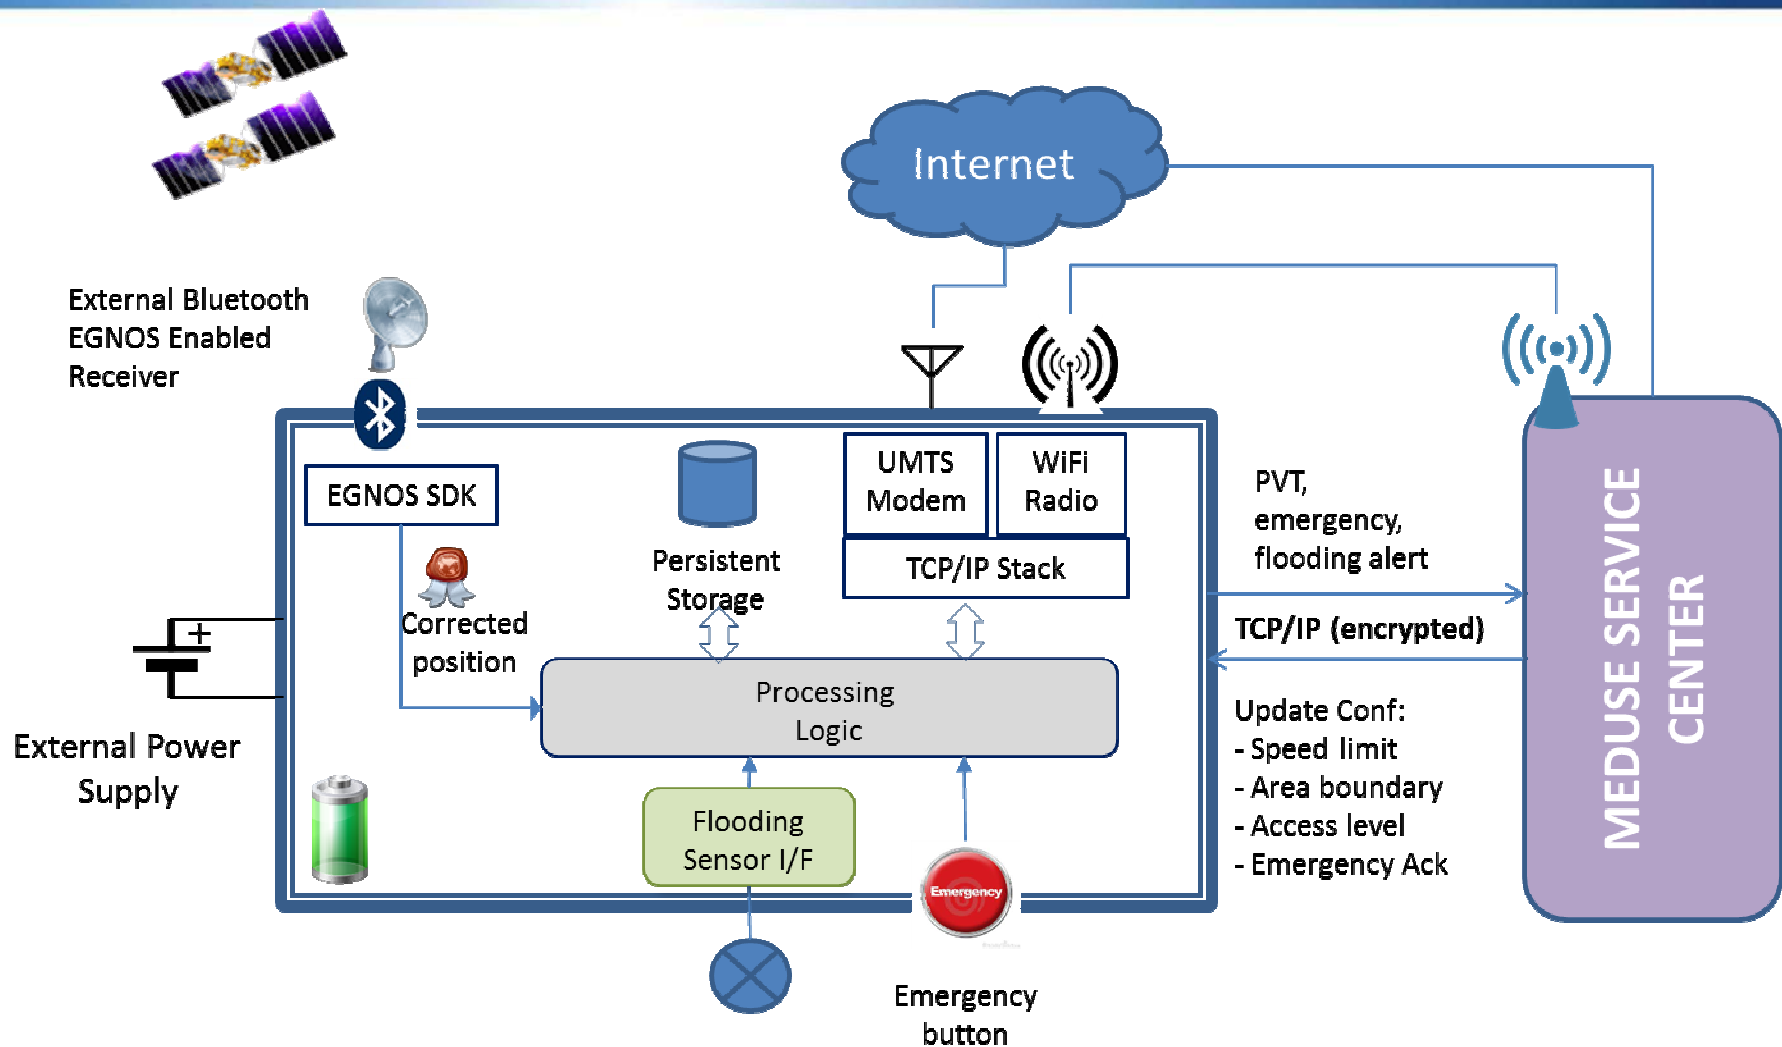 Internet
External Bluetooth
EGNOS Enabled
Receiver
EGNOS SDK
UMTS
Modem
WiFi
Radio
TCP/IP Stack
Persistent
Storage
Corrected
position
+
External Power
Supply
Processing
Logic
Flooding
Sensor I/F
Emergency
Emergency
button
PVT,
emergency,
flooding alert
TCP/IP (encrypted)
Update Conf:
- Speed limit
- Area boundary
- Access level
- Emergency Ack
MEDUSE SERVICE
CENTER